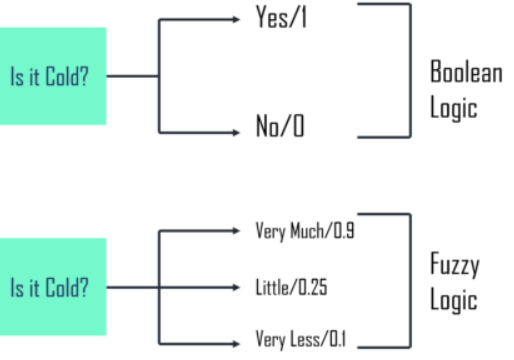 Is it Cold?
Yes/1
No/0
Boolean
Logic
Is it Cold?
Very Much/0.9
Little/0.25
Very Less/0.1
Fuzzy
Logic